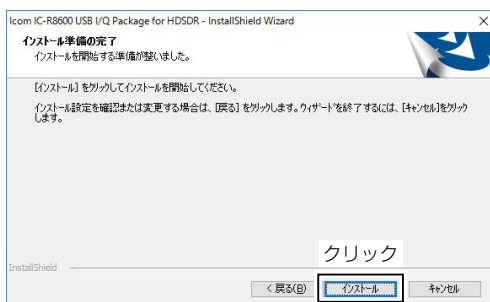 Icom IC-R8600 USB I/Q Package for HDSDR - InstallShield Wizard
インストール準備の完了
インストールを開始する準備が整いました。
[インストール] をクリックしてインストールを開始してください。
インストール設定を確認または変更する場合は、[戻る] をクリックします。ウィザードを終了するには、[キャンセル]をクリック
します。
クリック
InstallShield
< 戻る(B)
インストール
キャンセル